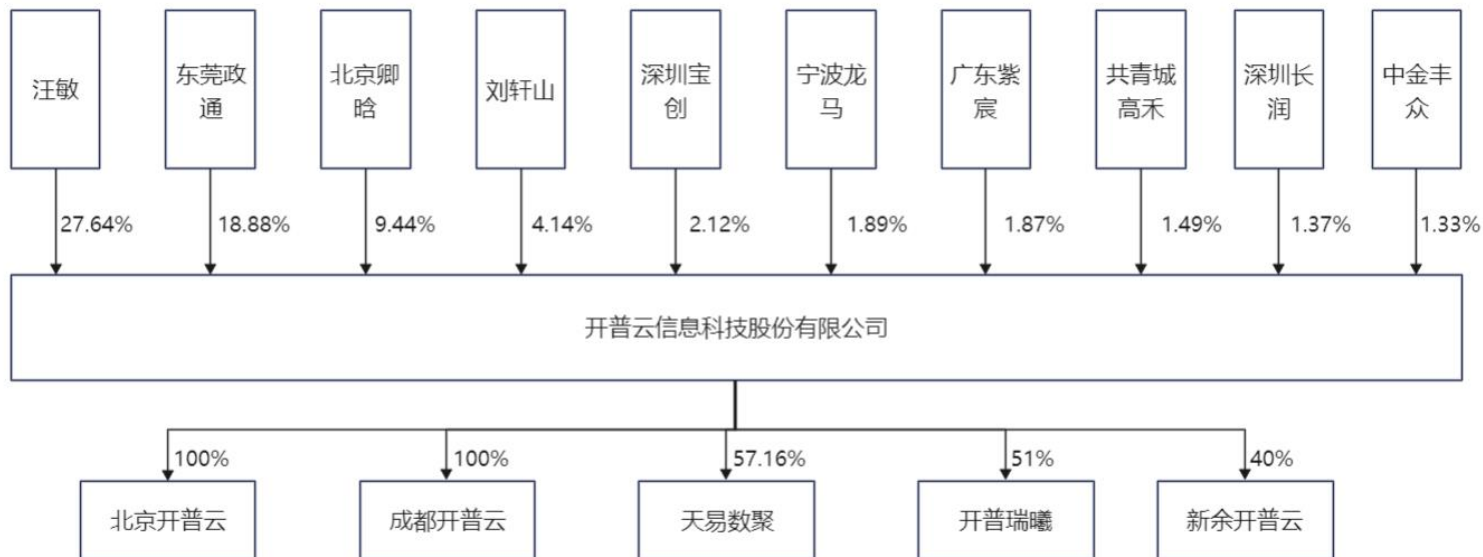 汪敏
东莞政
通
北京卿
晗
刘轩山
深圳宝
创
宁波龙
马
广东紫
宸
共青城
高禾
深圳长
润
中金丰
众
27.64%
18.88%
9.44%
4.14%
2.12%
1.89%
1.87%
1.49%
1.37%
1.33%
开普云信息科技股份有限公司
100%
100%
57.16%
51%
40%
北京开普云
成都开普云
天易数聚
开普瑞曦
新余开普云